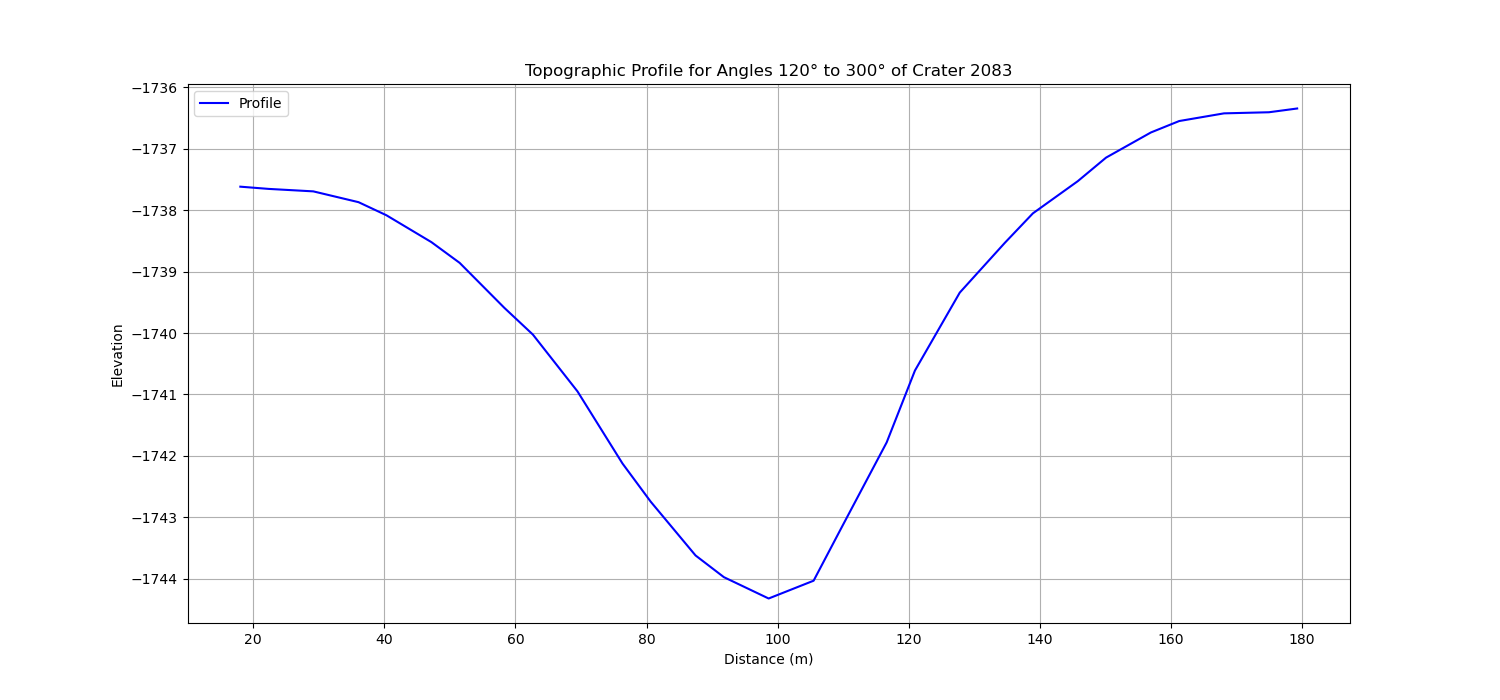 Topographic Profile for Angles 120° to 300° of Crater 2083
Profile
−1736
−1737
−1738
−1739
−1740
−1741
−1742
−1743
−1744
Elevation
20 40 60 80 100 120 140 160 180
Distance (m)